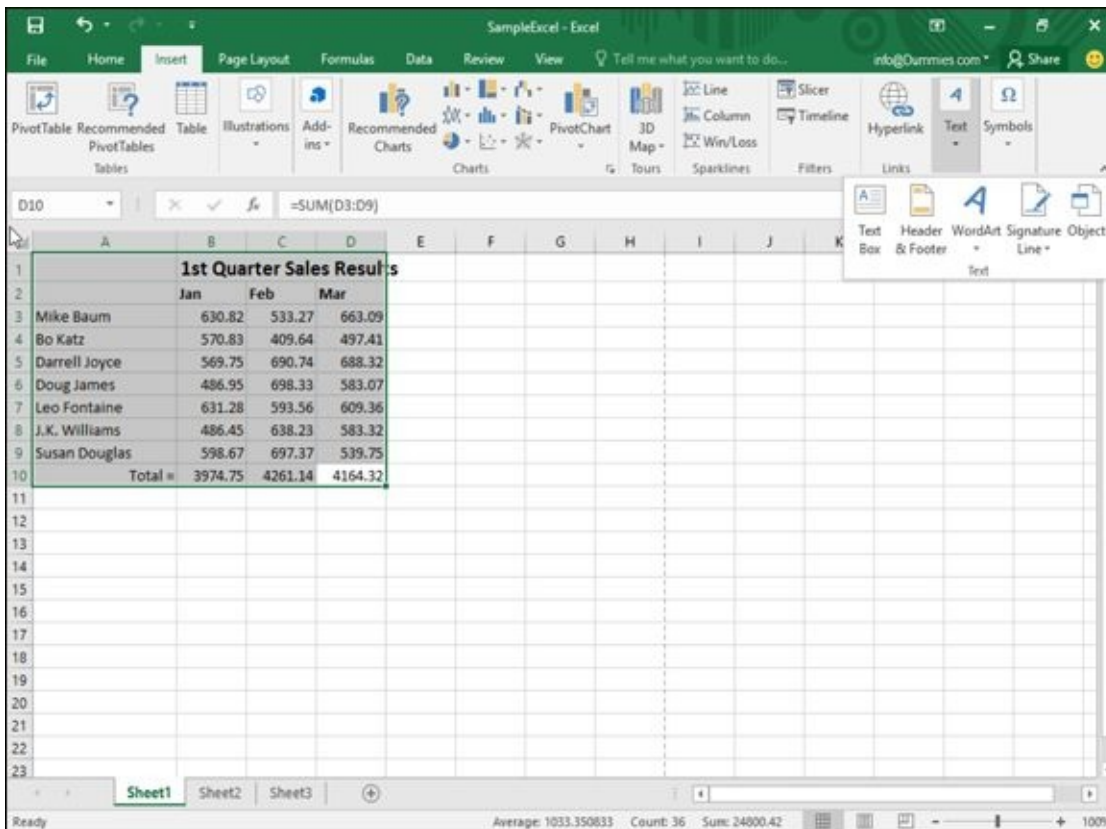 SampleExcel - Excel
File Home Insert Page Layout Formulas Data Review View Tell me what you want to do... info@Dummies.com Share
PivotTable Recommended PivotTables Table Illustrations Add-ins Recommended Charts PivotChart 3D Map Line Column Win/Loss Slicer Timeline Hyperlink Text Symbols
Tables Charts Tours Sparklines Filters Links
D10 fx =SUM(D3:D9)
Text Box Header & Footer WordArt Signature Line Object
Text
A B C D E F G H I J K
1 1st Quarter Sales Results
2 Jan Feb Mar
3 Mike Baum 630.82 533.27 663.09
4 Bo Katz 570.83 409.64 497.41
5 Darrell Joyce 569.75 690.74 688.32
6 Doug James 486.95 698.33 583.07
7 Leo Fontaine 631.28 593.56 609.36
8 J.K. Williams 486.45 638.23 583.32
9 Susan Douglas 598.67 697.37 539.75
10 Total = 3974.75 4261.14 4164.32
11
12
13
14
15
16
17
18
19
20
21
22
23
Sheet1 Sheet2 Sheet3
Ready Average: 1033.350833 Count: 36 Sum: 24800.42 100%